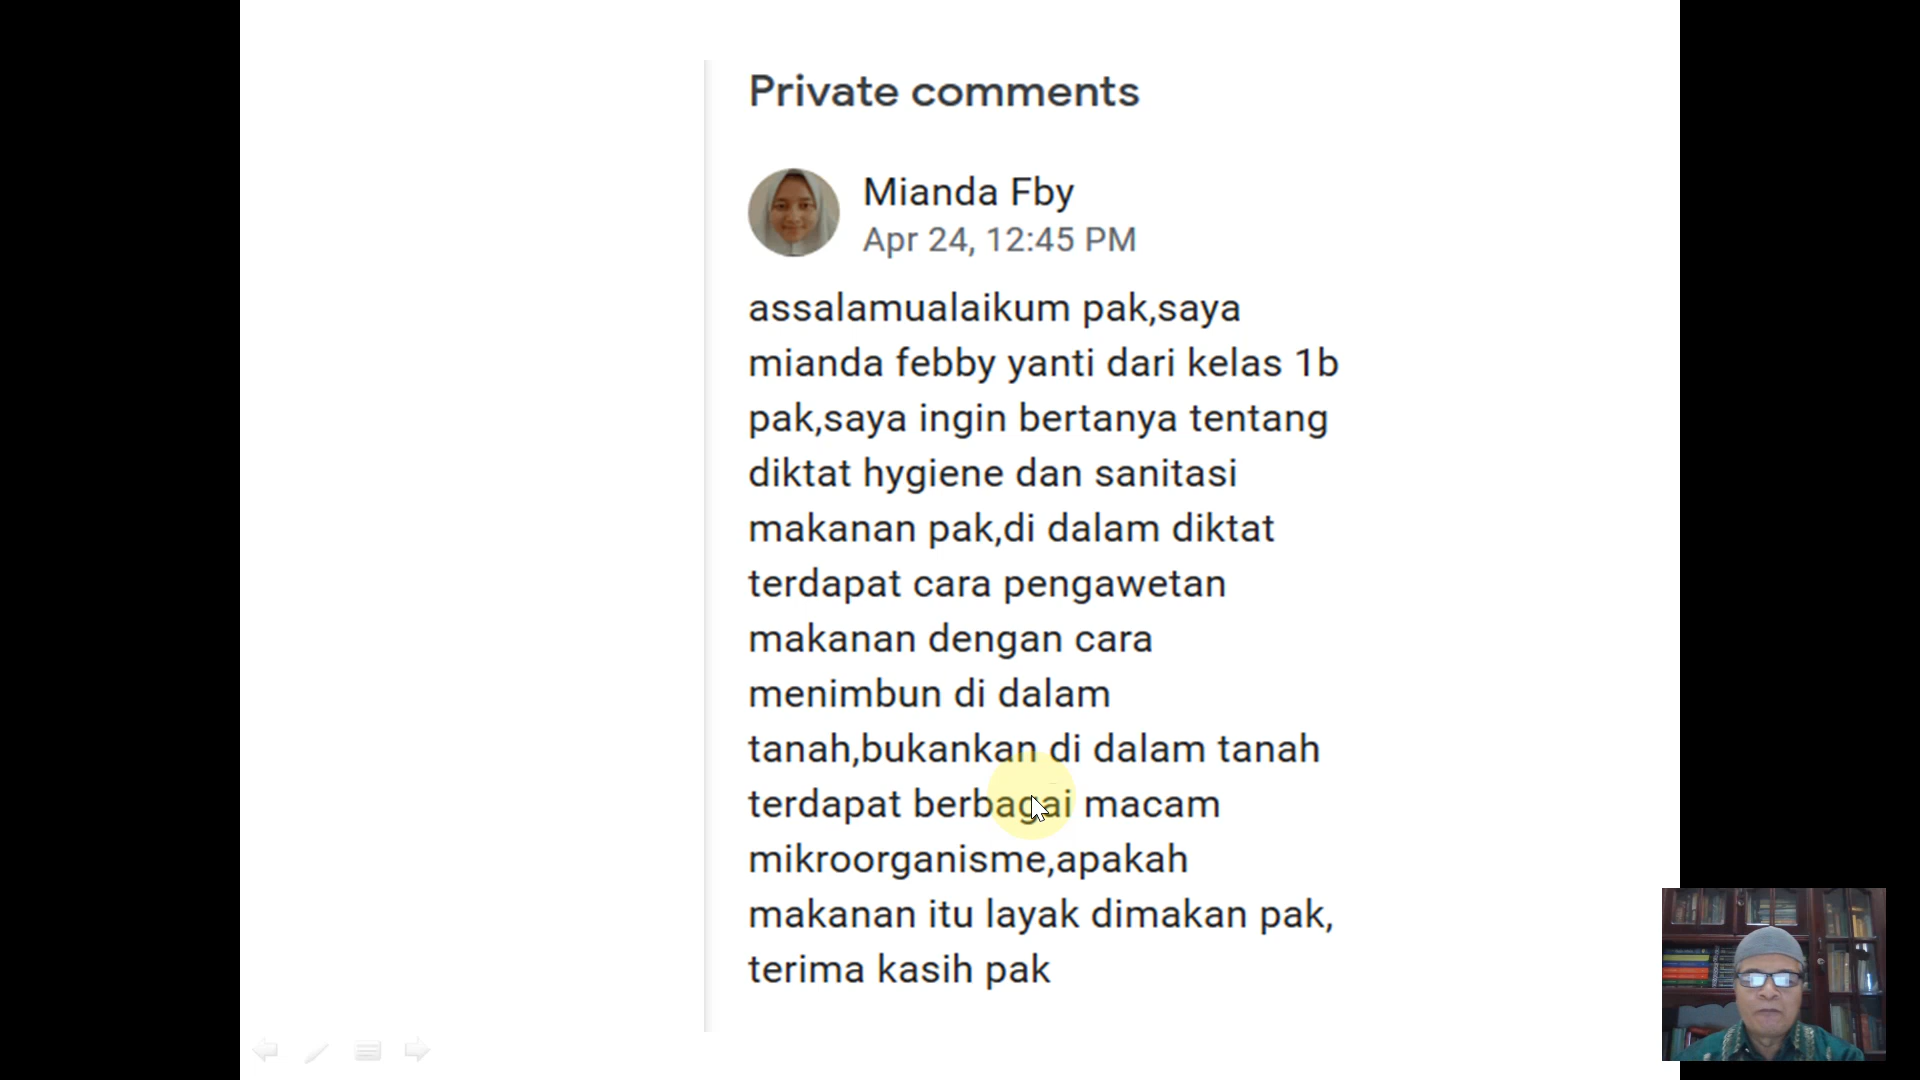 Private comments
Mianda Fby
Apr 24, 12:45 PM
assalamualaikum pak,saya
mianda febby yanti dari kelas 1b
pak,saya ingin bertanya tentang
diktat hygiene dan sanitasi
makanan pak,di dalam diktat
terdapat cara pengawetan
makanan dengan cara
menimbun di dalam
tanah,bukankan di dalam tanah
terdapat berbagai macam
mikroorganisme,apakah
makanan itu layak dimakan pak,
terima kasih pak